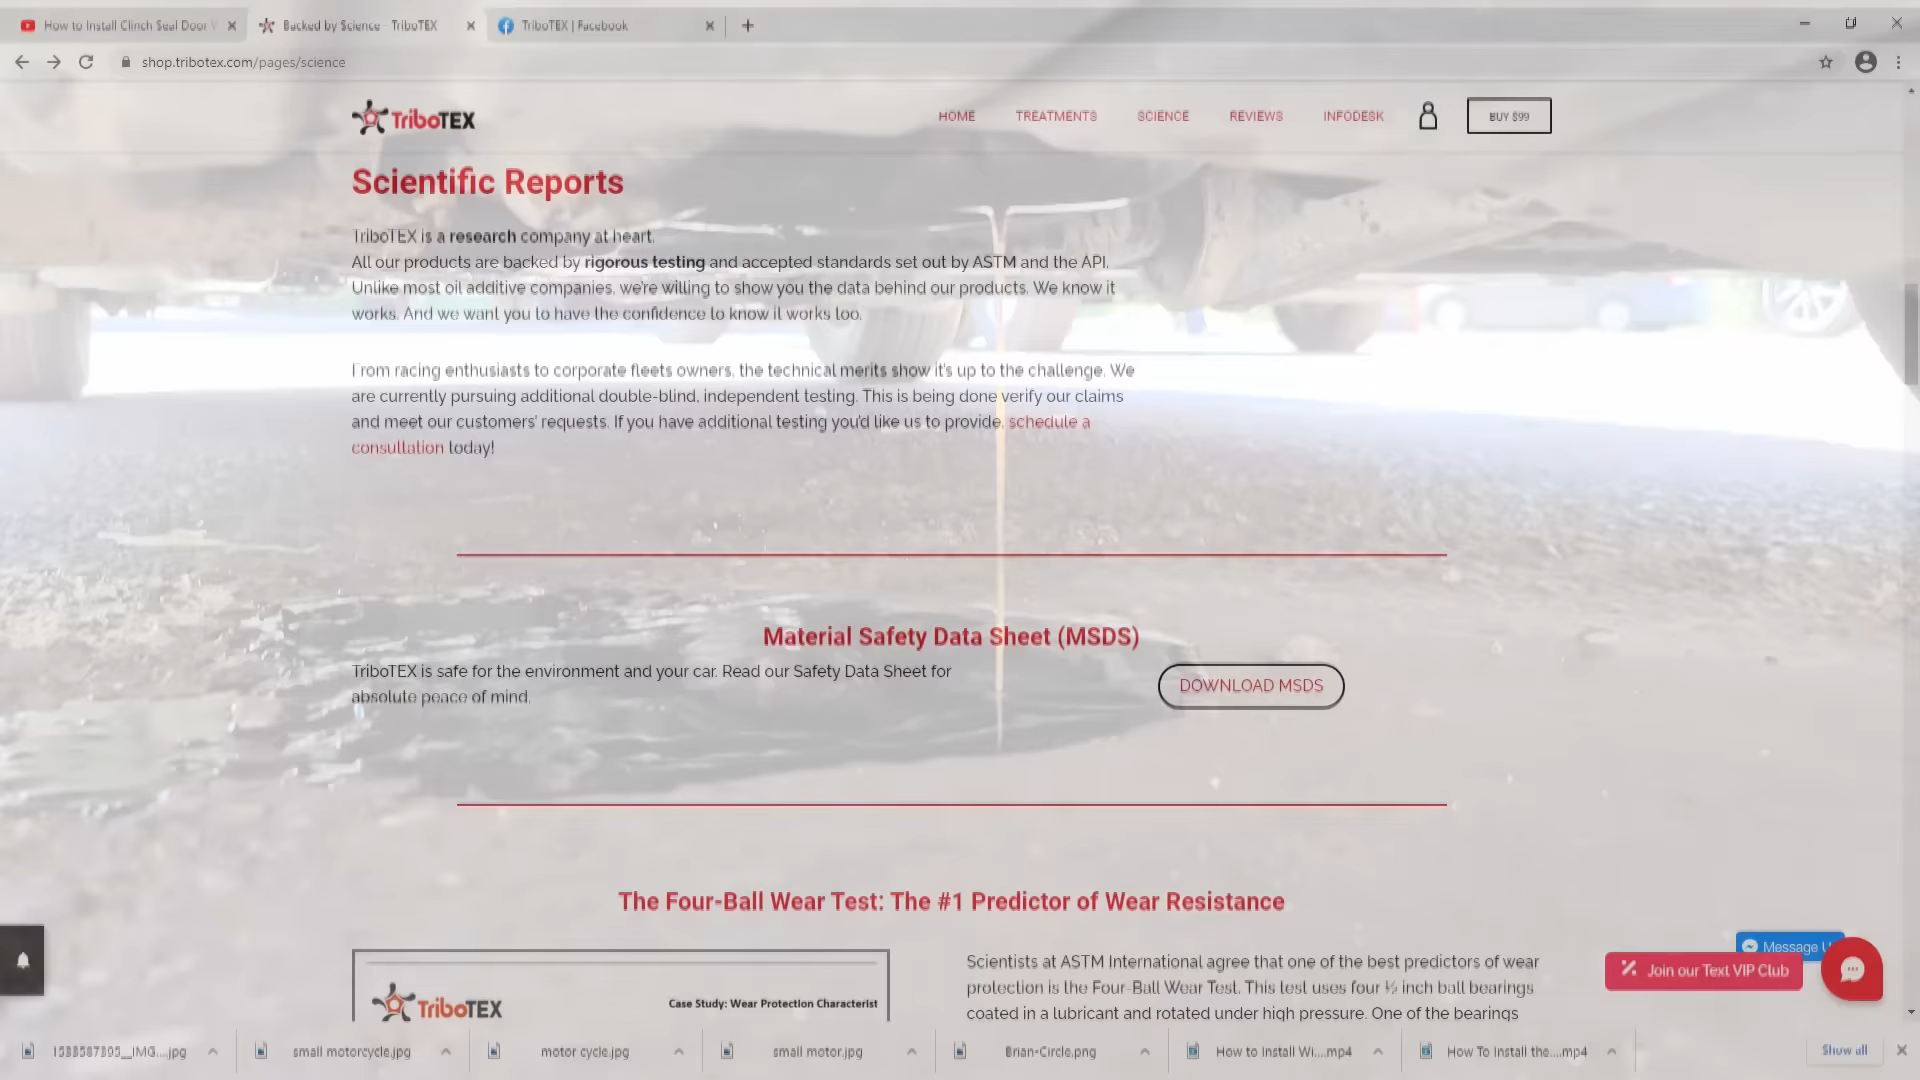 How to Install Clinch Seal Door
Backed by Science - TriboTEX
TriboTEX | Facebook
shop.tribotex.com/pages/science
TriboTEX
HOME
TREATMENTS
SCIENCE
REVIEWS
INFODESK
BUY $99
Scientific Reports
TriboTEX is a research company at heart.
All our products are backed by rigorous testing and accepted standards set out by ASTM and the API.
Unlike most oil additive companies, we're willing to show you the data behind our products. We know it
works. And we want you to have the confidence to know it works too.
From racing enthusiasts to corporate fleets owners, the technical merits show it's up to the challenge. We
are currently pursuing additional double-blind, independent testing. This is being done verify our claims
and meet our customers' requests. If you have additional testing you'd like us to provide, schedule a
consultation today!
Material Safety Data Sheet (MSDS)
TriboTEX is safe for the environment and your car. Read our Safety Data Sheet for
absolute peace of mind.
DOWNLOAD MSDS
The Four-Ball Wear Test: The #1 Predictor of Wear Resistance
TriboTEX
Case Study: Wear Protection Characterist
Scientists at ASTM International agree that one of the best predictors of wear
protection is the Four-Ball Wear Test. This test uses four ½ inch ball bearings
coated in a lubricant and rotated under high pressure. One of the bearings
Message U
Join our Text VIP Club
small motorcycle.jpg
motor cycle.jpg
small motor.jpg
Brian-Circle.png
How to Install Wi....mp4
How To Install the....mp4
Show all